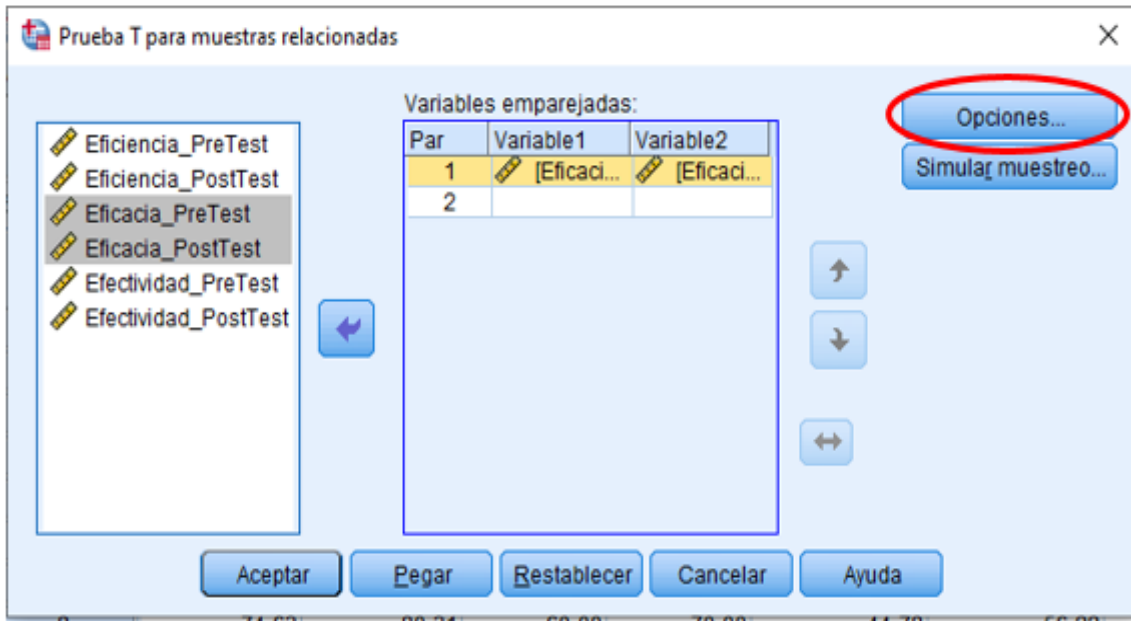 Prueba T para muestras relacionadas
Variables emparejadas:
Eficiencia_PreTest
Eficiencia_PostTest
Eficacia_PreTest
Eficacia_PostTest
Efectividad_PreTest
Efectividad_PostTest
Par Variable1 Variable2
1 [Eficaci... [Eficaci...
2
Opciones...
Simular muestreo...
Aceptar Pegar Restablecer Cancelar Ayuda